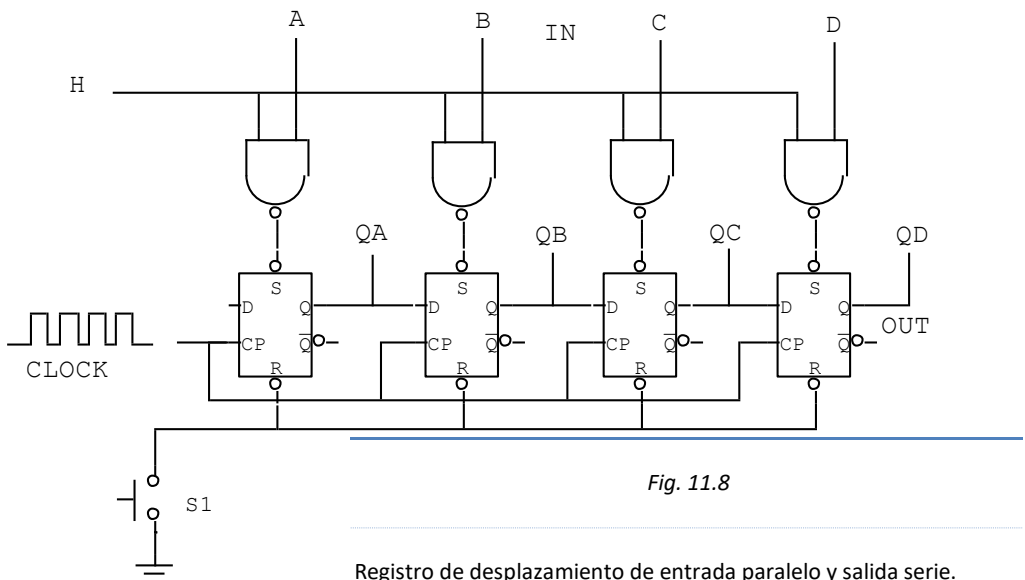 A
B
IN
C
D
H
QA
QB
QC
QD
S
S
S
S
D
Q
D
Q
D
Q
D
Q
CP
Q̅
CP
Q̅
CP
Q̅
CP
Q̅
OUT
R
R
R
R
CLOCK
S1
Fig. 11.8
Registro de desplazamiento de entrada paralelo y salida serie.